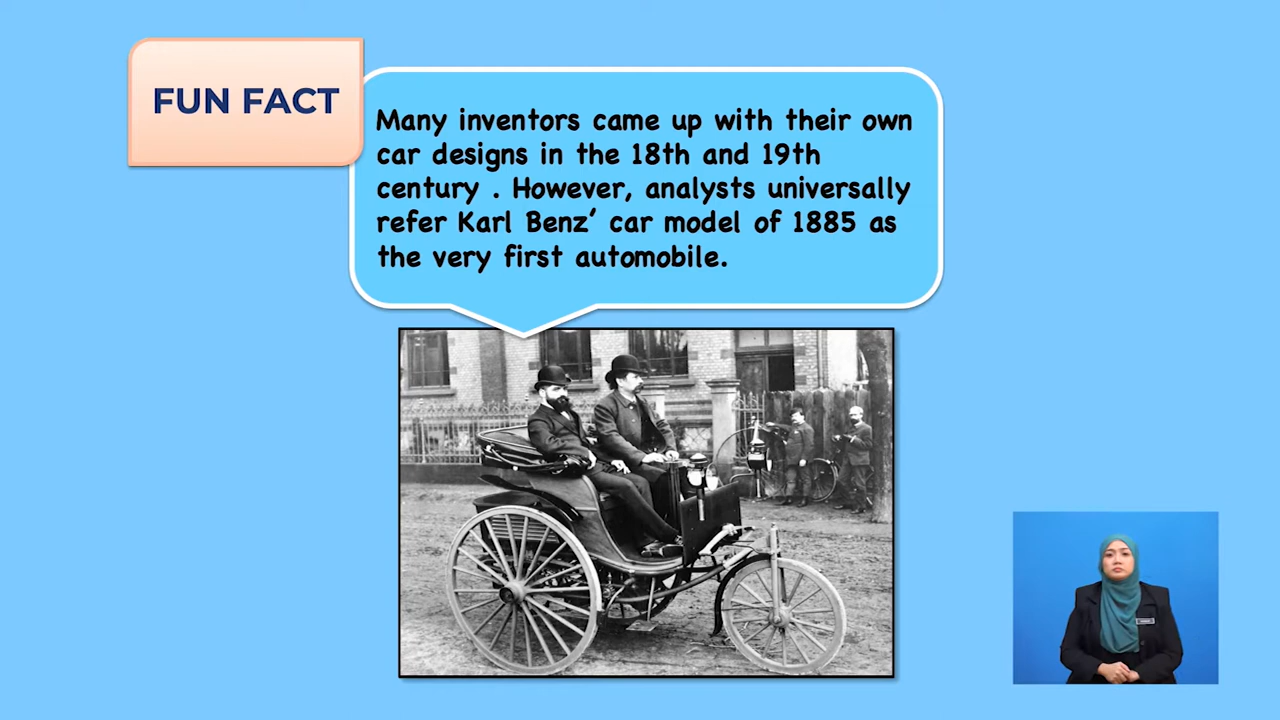 FUN FACT
Many inventors came up with their own
car designs in the 18th and 19th
century . However, analysts universally
refer Karl Benz’ car model of 1885 as
the very first automobile.